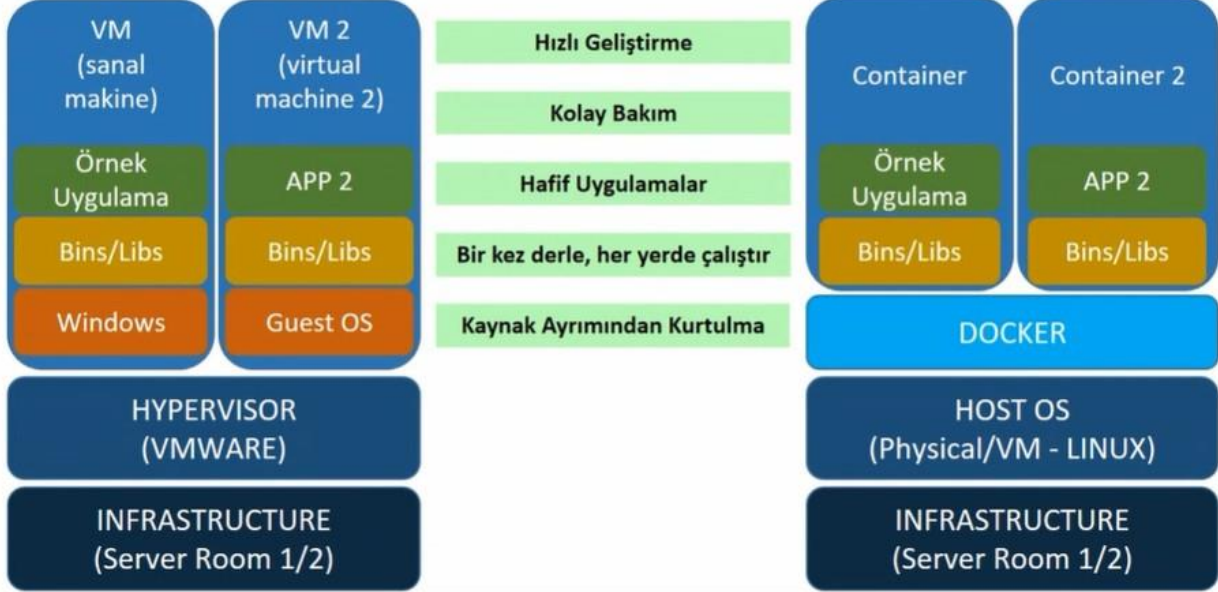 VM
(sanal
makine)
Örnek
Uygulama
Bins/Libs
Windows
VM 2
(virtual
machine 2)
APP 2
Bins/Libs
Guest OS
HYPERVISOR
(VMWARE)
INFRASTRUCTURE
(Server Room 1/2)
Hızlı Geliştirme
Kolay Bakım
Hafif Uygulamalar
Bir kez derle, her yerde çalıştır
Kaynak Ayrımından Kurtulma
Container
Örnek
Uygulama
Bins/Libs
Container 2
APP 2
Bins/Libs
DOCKER
HOST OS
(Physical/VM - LINUX)
INFRASTRUCTURE
(Server Room 1/2)